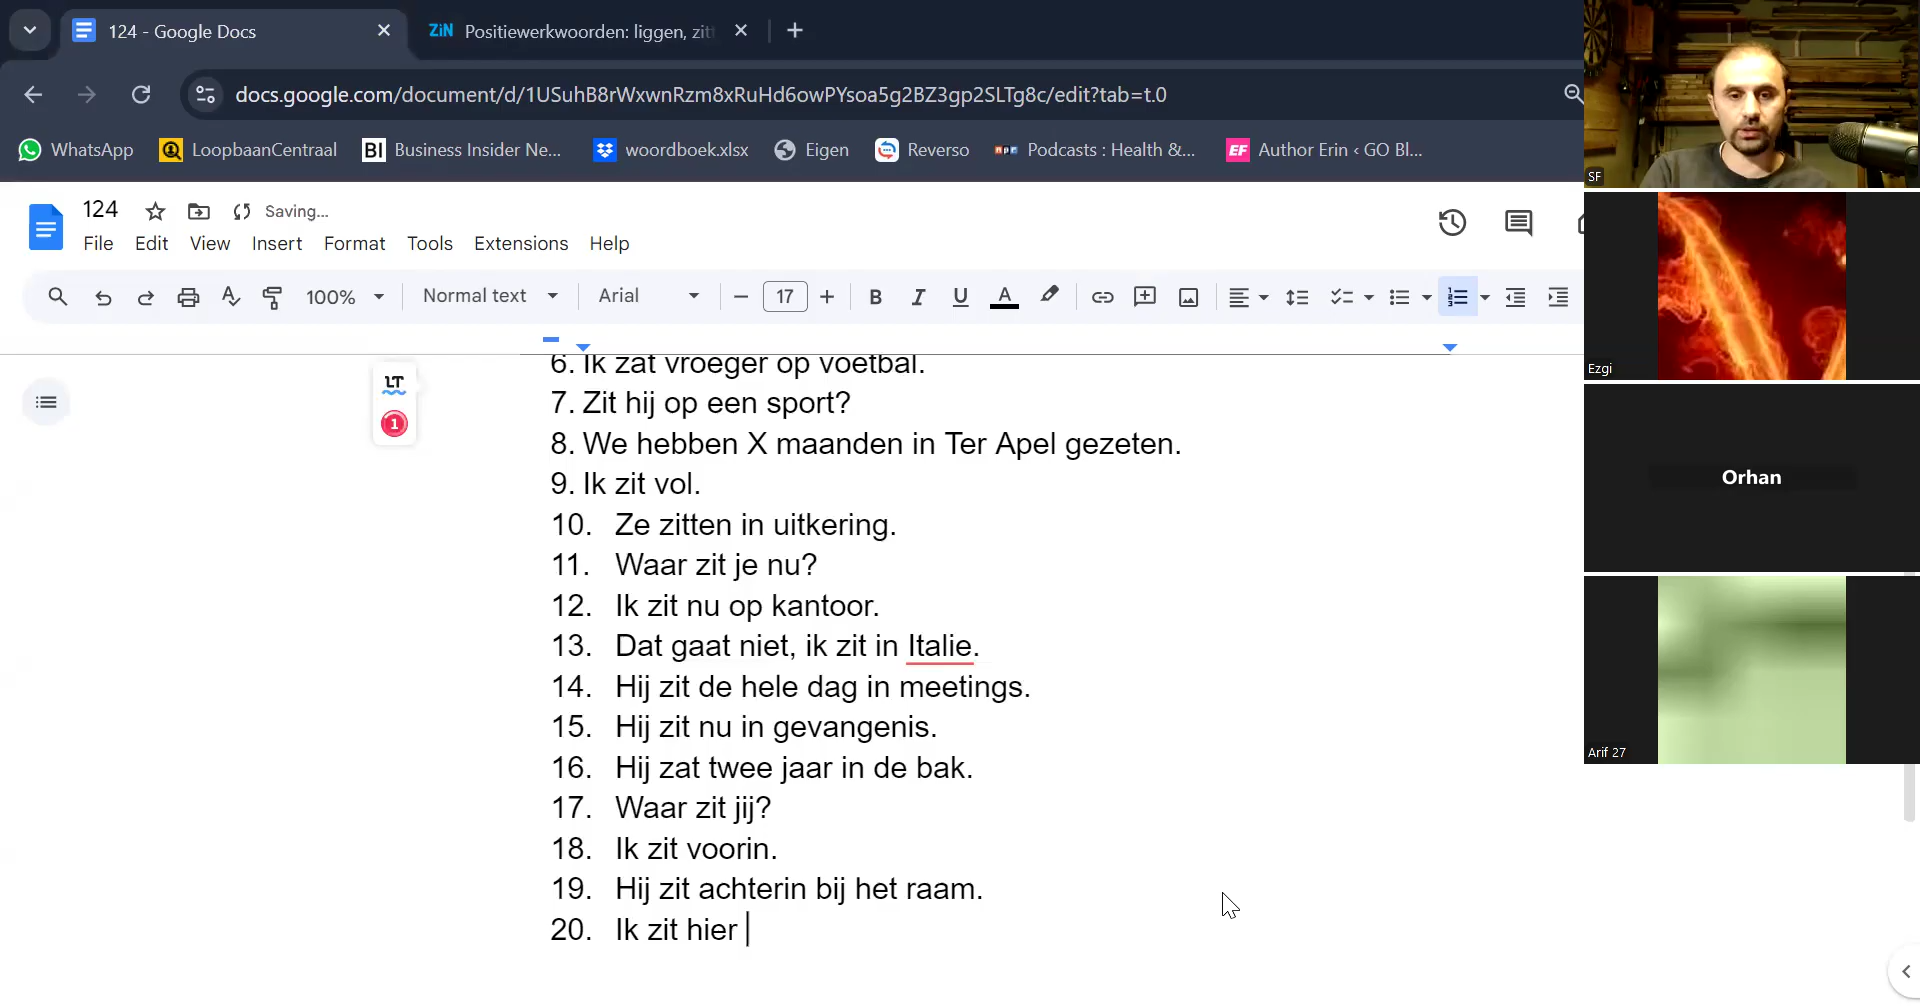 124 - Google Docs
ZiN Positiewerkwoorden: liggen, zit
docs.google.com/document/d/1USuhB8rWxwnRzm8xRuHd6owPYsoa5g2BZ3gp2SLTg8c/edit?tab=t.0
WhatsApp LoopbaanCentraal BI Business Insider Ne... woordboek.xlsx Eigen Reverso npr Podcasts : Health &... EF Author Erin ‹ GO Bl...
124 Saving...
File Edit View Insert Format Tools Extensions Help
100% Normal text Arial 17 B I U A
LT
1
6. Ik zat vroeger op voetbal.
7. Zit hij op een sport?
8. We hebben X maanden in Ter Apel gezeten.
9. Ik zit vol.
10. Ze zitten in uitkering.
11. Waar zit je nu?
12. Ik zit nu op kantoor.
13. Dat gaat niet, ik zit in Italie.
14. Hij zit de hele dag in meetings.
15. Hij zit nu in gevangenis.
16. Hij zat twee jaar in de bak.
17. Waar zit jij?
18. Ik zit voorin.
19. Hij zit achterin bij het raam.
20. Ik zit hier
SF
Ezgi
Orhan
Arif 27